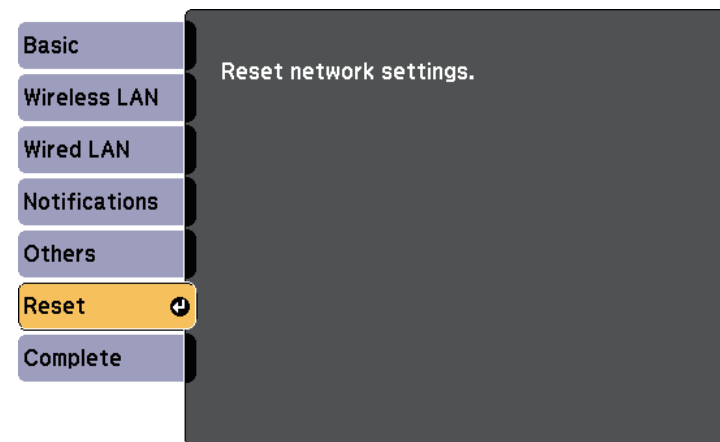 Basic
Wireless LAN
Wired LAN
Notifications
Others
Reset
Complete
Reset network settings.